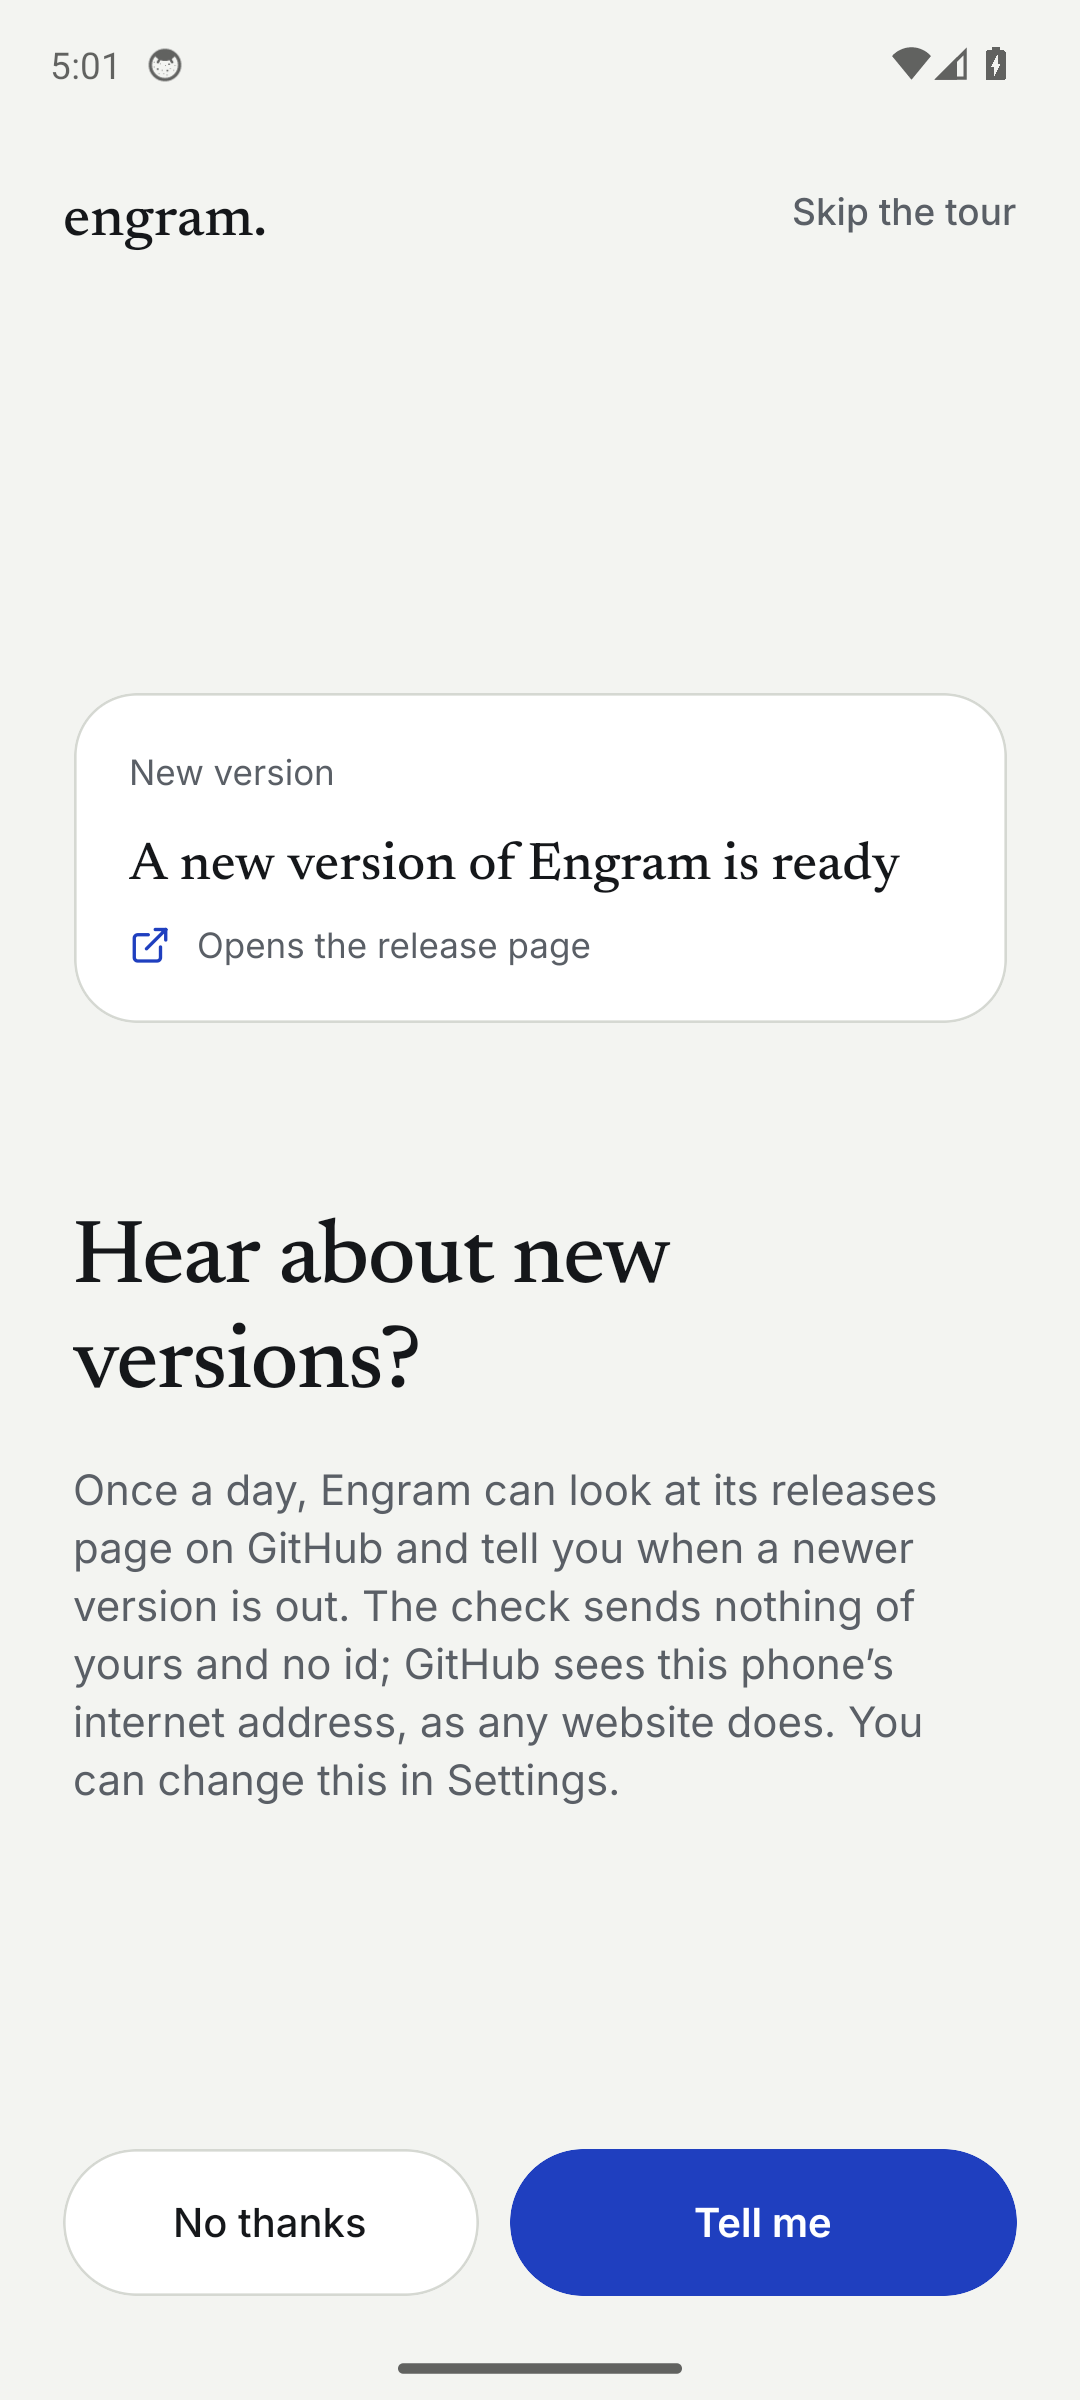 5:01
engram.
Skip the tour
New version
A new version of Engram is ready
Opens the release page
Hear about new
versions?
Once a day, Engram can look at its releases
page on GitHub and tell you when a newer
version is out. The check sends nothing of
yours and no id; GitHub sees this phone’s
internet address, as any website does. You
can change this in Settings.
No thanks
Tell me